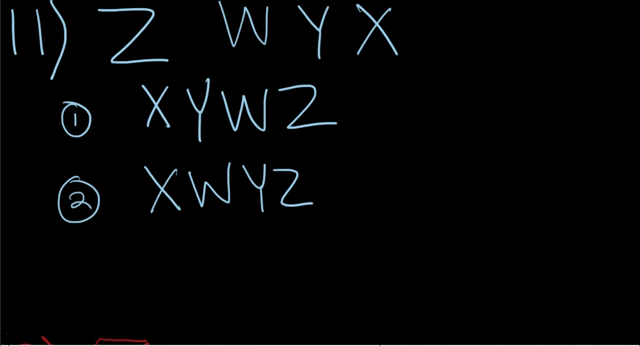 11) Z W Y X
① X Y W Z
② X W Y Z